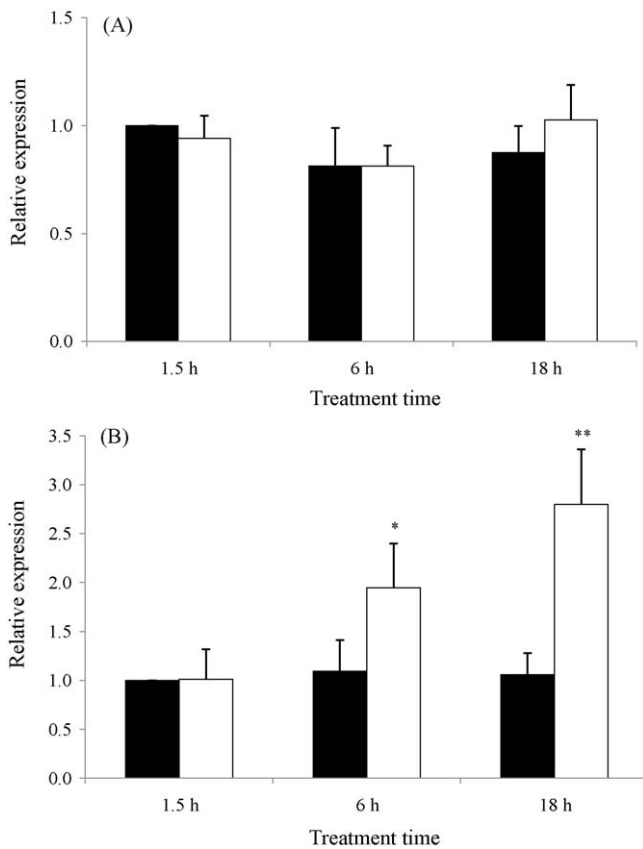 (A)
Relative expression
1.5
1.0
0.5
0.0
1.5 h 6 h 18 h
Treatment time
(B)
Relative expression
3.5
3.0
2.5
2.0
1.5
1.0
0.5
0.0
*
**
1.5 h 6 h 18 h
Treatment time